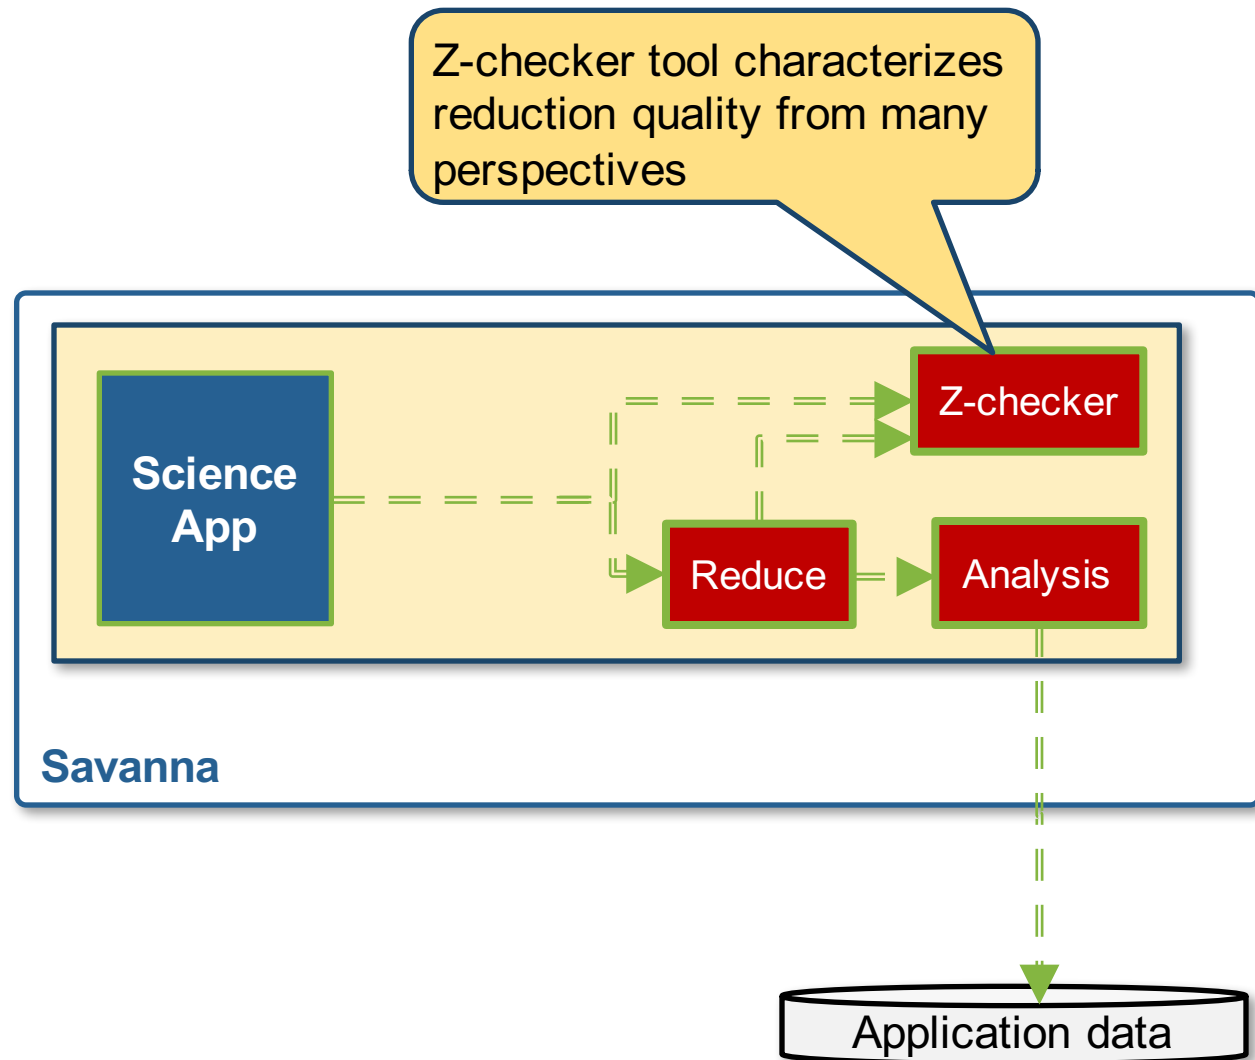 Z-checker tool characterizes
reduction quality from many
perspectives
Z-checker
Science
App
Reduce
Analysis
Savanna
Application data